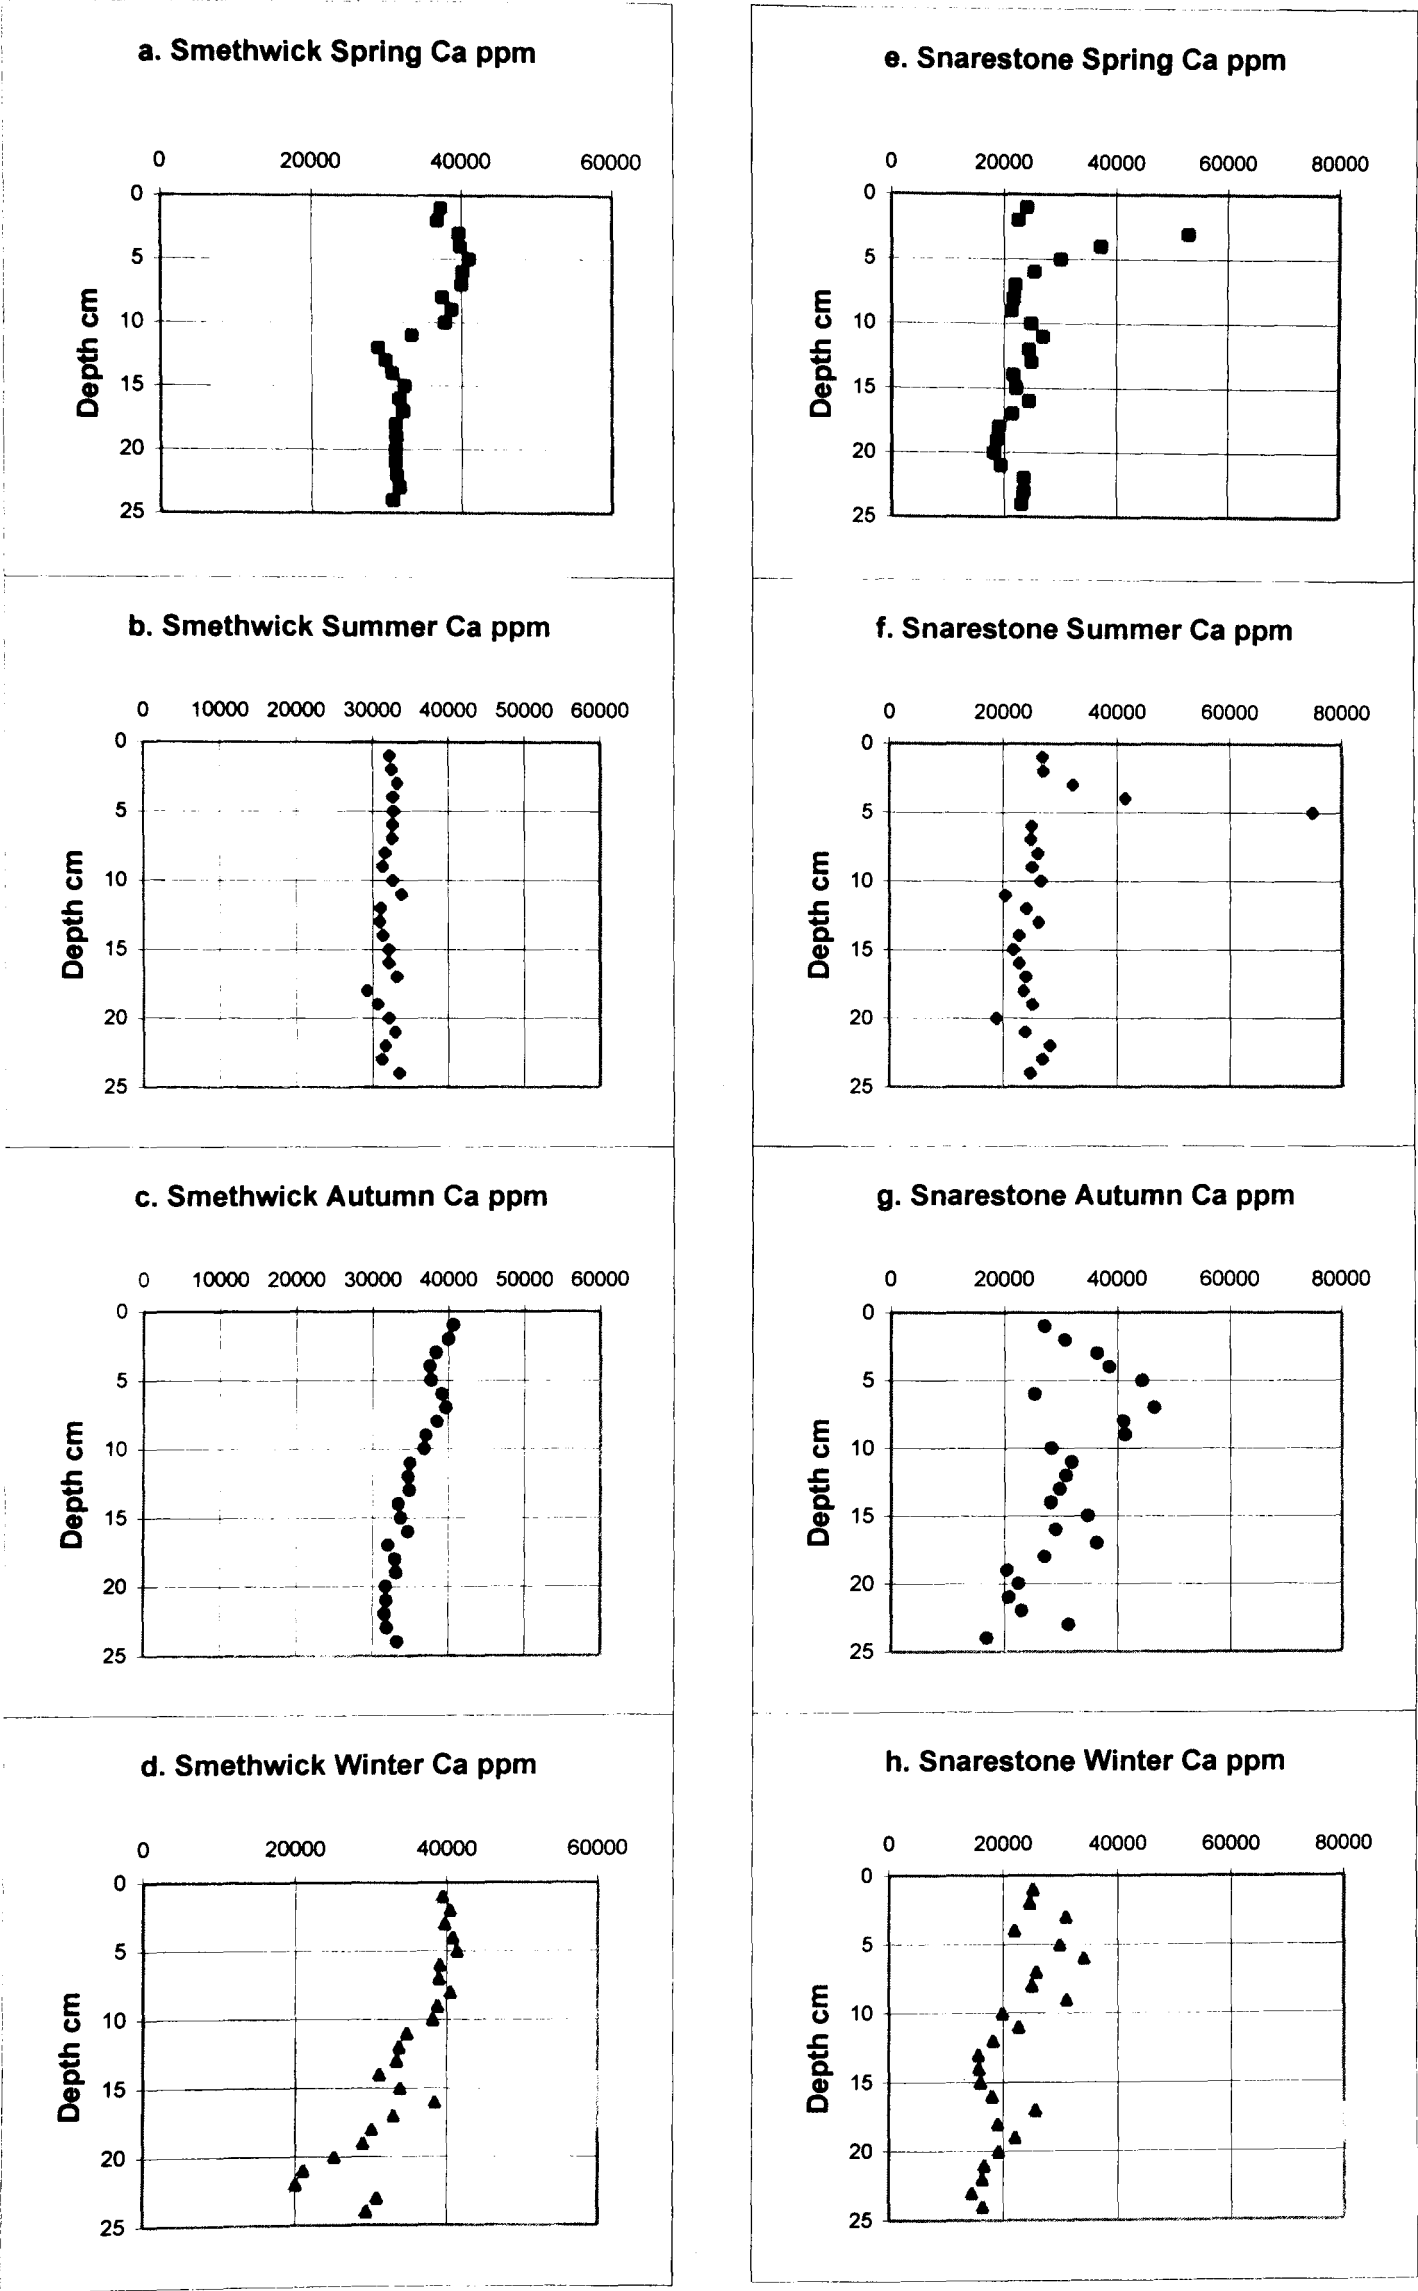 a. Smethwick Spring Ca ppm
0 20000 40000 60000
0
5
10
15
20
25
Depth cm
b. Smethwick Summer Ca ppm
0 10000 20000 30000 40000 50000 60000
0
5
10
15
20
25
Depth cm
c. Smethwick Autumn Ca ppm
0 10000 20000 30000 40000 50000 60000
0
5
10
15
20
25
Depth cm
d. Smethwick Winter Ca ppm
0 20000 40000 60000
0
5
10
15
20
25
Depth cm
e. Snarestone Spring Ca ppm
0 20000 40000 60000 80000
0
5
10
15
20
25
Depth cm
f. Snarestone Summer Ca ppm
0 20000 40000 60000 80000
0
5
10
15
20
25
Depth cm
g. Snarestone Autumn Ca ppm
0 20000 40000 60000 80000
0
5
10
15
20
25
Depth cm
h. Snarestone Winter Ca ppm
0 20000 40000 60000 80000
0
5
10
15
20
25
Depth cm